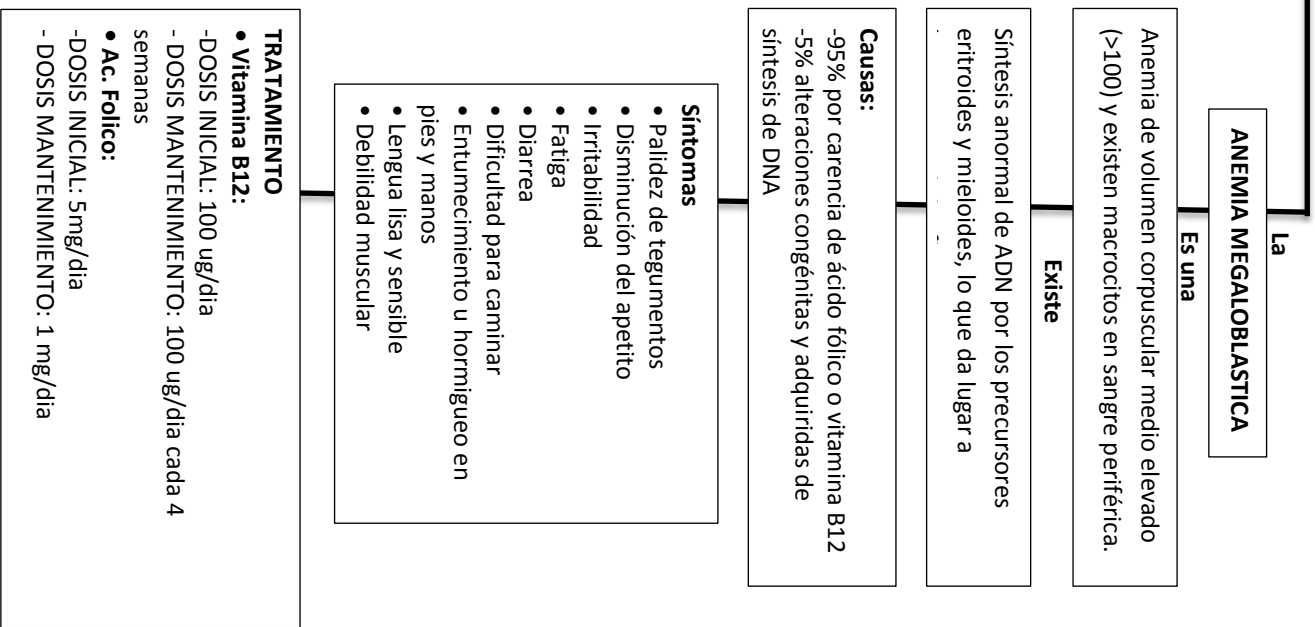 La
ANEMIA MEGALOBLASTICA
Es una
Anemia de volumen corpuscular medio elevado
(>100) y existen macrocitos en sangre periférica.
Existe
Síntesis anormal de ADN por los precursores
eritroides y mieloides, lo que da lugar a
Causas:
-95% por carencia de ácido fólico o vitamina B12
-5% alteraciones congénitas y adquiridas de
síntesis de DNA
Síntomas
• Palidez de tegumentos
• Disminución del apetito
• Irritabilidad
• Fatiga
• Diarrea
• Dificultad para caminar
• Entumecimiento u hormigueo en
pies y manos
• Lengua lisa y sensible
• Debilidad muscular
TRATAMIENTO
• Vitamina B12:
-DOSIS INICIAL: 100 ug/dia
- DOSIS MANTENIMIENTO: 100 ug/dia cada 4
semanas
• Ac. Folico:
-DOSIS INICIAL: 5mg/dia
- DOSIS MANTENIMIENTO: 1 mg/dia